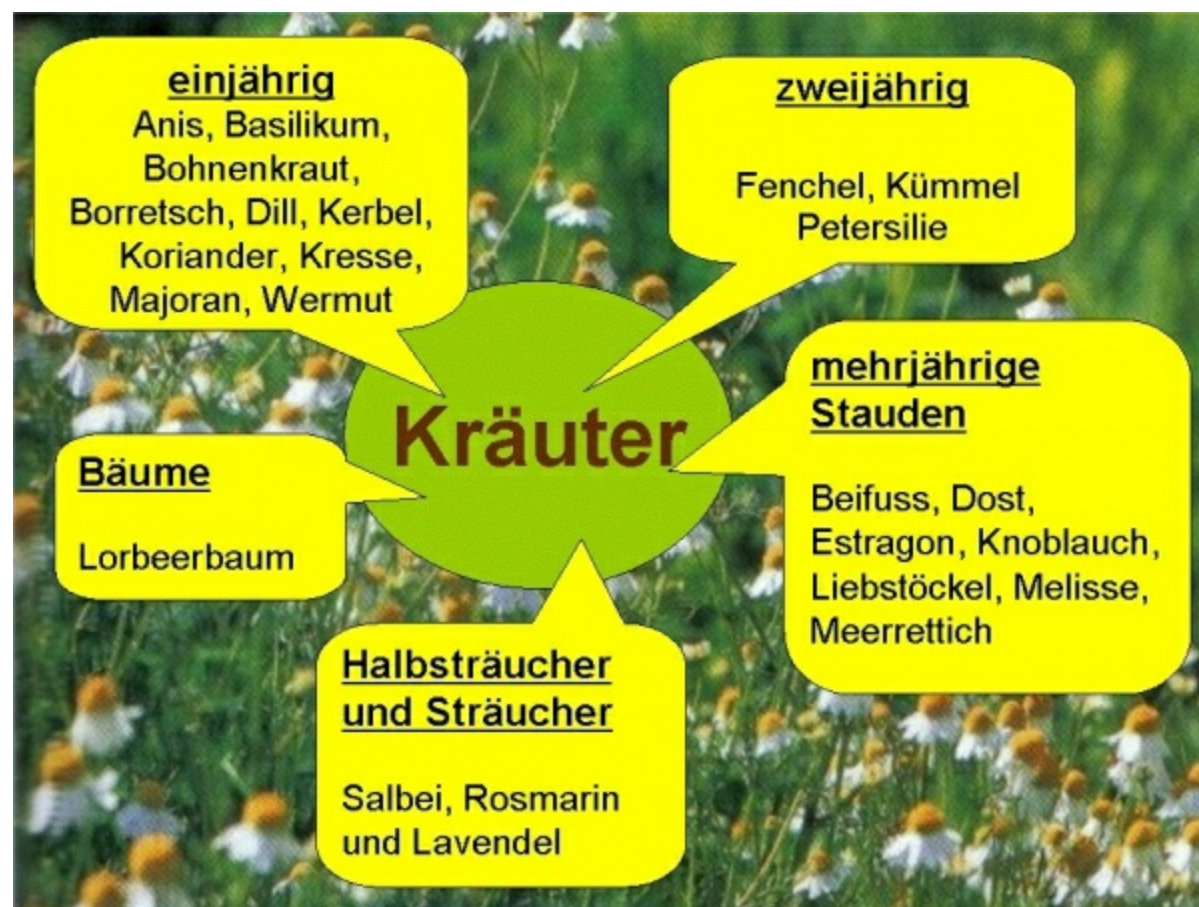 einjährig
Anis, Basilikum,
Bohnenkraut,
Borretsch, Dill, Kerbel,
Koriander, Kresse,
Majoran, Wermut
zweijährig
Fenchel, Kümmel
Petersilie
Kräuter
mehrjährige
Stauden
Beifuss, Dost,
Estragon, Knoblauch,
Liebstöckel, Melisse,
Meerrettich
Bäume
Lorbeerbaum
Halbsträucher
und Sträucher
Salbei, Rosmarin
und Lavendel